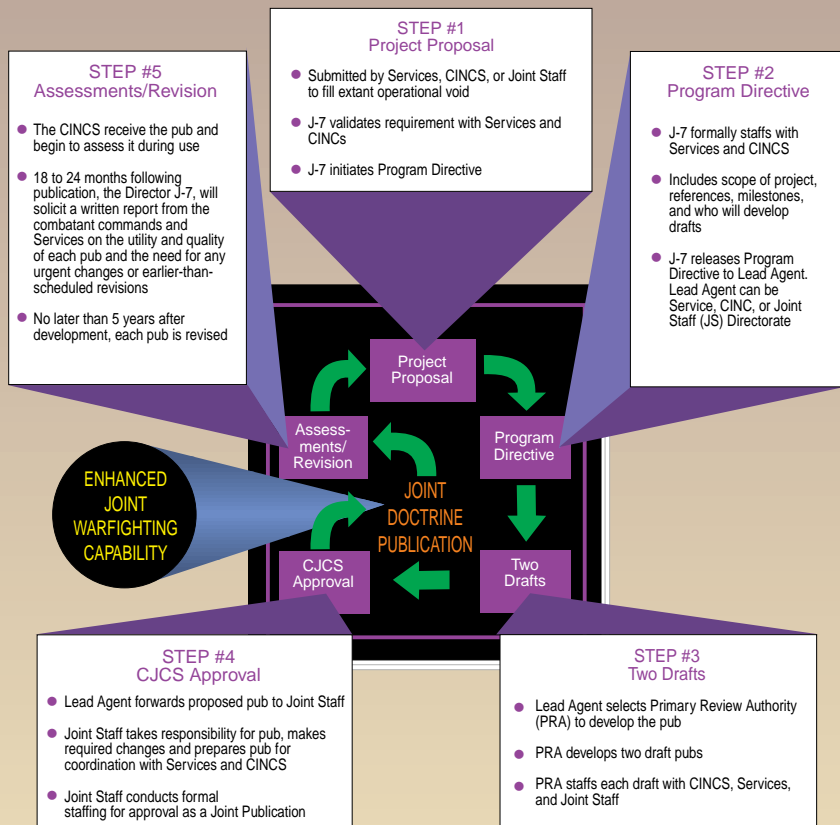 STEP #1
Project Proposal
● Submitted by Services, CINCS, or Joint Staff
to fill extant operational void
● J-7 validates requirement with Services and
CINCs
● J-7 initiates Program Directive
STEP #2
Program Directive
● J-7 formally staffs with
Services and CINCS
● Includes scope of project,
references, milestones,
and who will develop
drafts
● J-7 releases Program
Directive to Lead Agent.
Lead Agent can be
Service, CINC, or Joint
Staff (JS) Directorate
STEP #3
Two Drafts
● Lead Agent selects Primary Review Authority
(PRA) to develop the pub
● PRA develops two draft pubs
● PRA staffs each draft with CINCS, Services,
and Joint Staff
STEP #4
CJCS Approval
● Lead Agent forwards proposed pub to Joint Staff
● Joint Staff takes responsibility for pub, makes
required changes and prepares pub for
coordination with Services and CINCS
● Joint Staff conducts formal
staffing for approval as a Joint Publication
STEP #5
Assessments/Revision
● The CINCS receive the pub and
begin to assess it during use
● 18 to 24 months following
publication, the Director J-7, will
solicit a written report from the
combatant commands and
Services on the utility and quality
of each pub and the need for any
urgent changes or earlier-than-
scheduled revisions
● No later than 5 years after
development, each pub is revised
Project
Proposal
Program
Directive
Two
Drafts
CJCS
Approval
Assess-
ments/
Revision
JOINT
DOCTRINE
PUBLICATION
ENHANCED
JOINT
WARFIGHTING
CAPABILITY